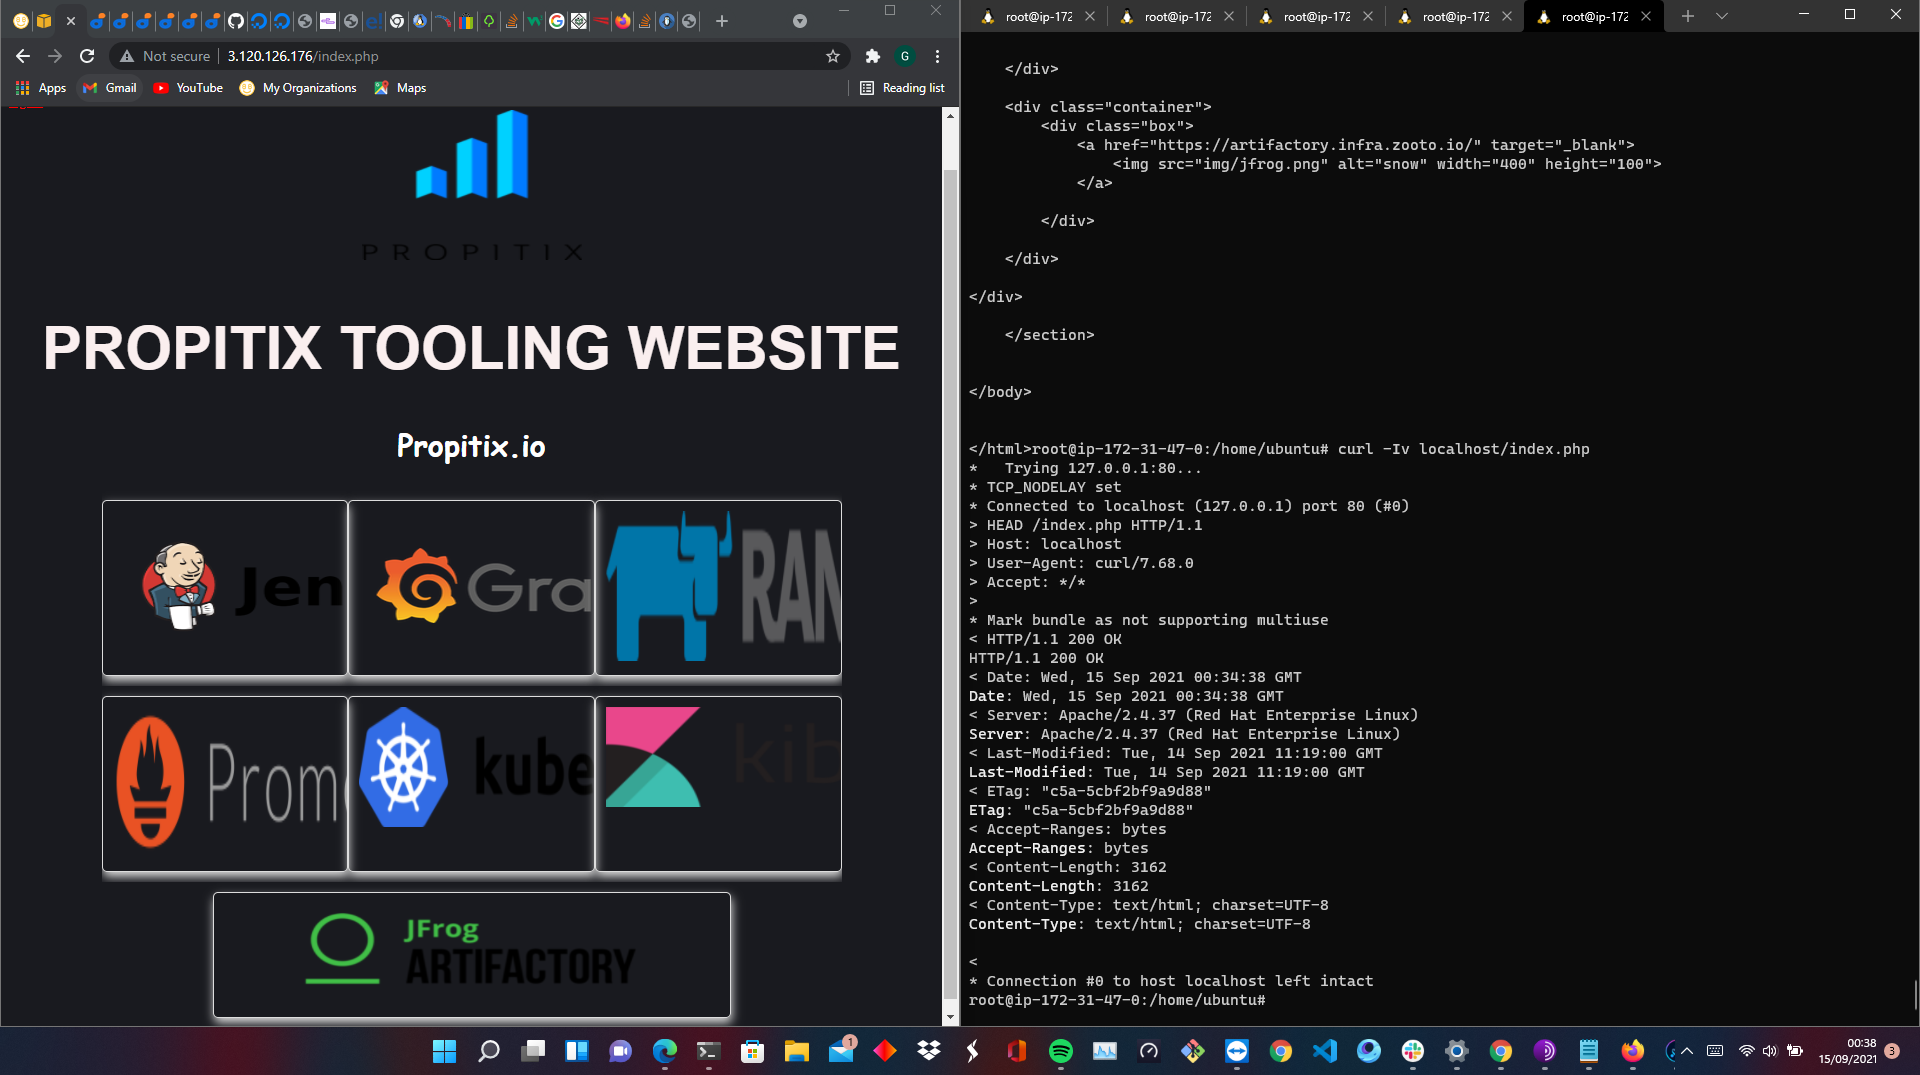 Not secure | 3.120.126.176/index.php
G
Apps
Gmail
YouTube
My Organizations
Maps
Reading list
PROPITIX
PROPITIX TOOLING WEBSITE
Propitix.io
Jen
Gra
RAN
Prom
kube
kib
JFrog
ARTIFACTORY
root@ip-172
root@ip-172
root@ip-172
root@ip-172
root@ip-172
</div>
<div class="container">
<div class="box">
<a href="https://artifactory.infra.zooto.io/" target="_blank">
<img src="img/jfrog.png" alt="snow" width="400" height="100">
</a>
</div>
</div>
</div>
</section>
</body>
</html>root@ip-172-31-47-0:/home/ubuntu# curl -Iv localhost/index.php
*   Trying 127.0.0.1:80...
* TCP_NODELAY set
* Connected to localhost (127.0.0.1) port 80 (#0)
> HEAD /index.php HTTP/1.1
> Host: localhost
> User-Agent: curl/7.68.0
> Accept: */*
>
* Mark bundle as not supporting multiuse
< HTTP/1.1 200 OK
HTTP/1.1 200 OK
< Date: Wed, 15 Sep 2021 00:34:38 GMT
Date: Wed, 15 Sep 2021 00:34:38 GMT
< Server: Apache/2.4.37 (Red Hat Enterprise Linux)
Server: Apache/2.4.37 (Red Hat Enterprise Linux)
< Last-Modified: Tue, 14 Sep 2021 11:19:00 GMT
Last-Modified: Tue, 14 Sep 2021 11:19:00 GMT
< ETag: "c5a-5cbf2bf9a9d88"
ETag: "c5a-5cbf2bf9a9d88"
< Accept-Ranges: bytes
Accept-Ranges: bytes
< Content-Length: 3162
Content-Length: 3162
< Content-Type: text/html; charset=UTF-8
Content-Type: text/html; charset=UTF-8
<
* Connection #0 to host localhost left intact
root@ip-172-31-47-0:/home/ubuntu#
1
00:38
15/09/2021
3